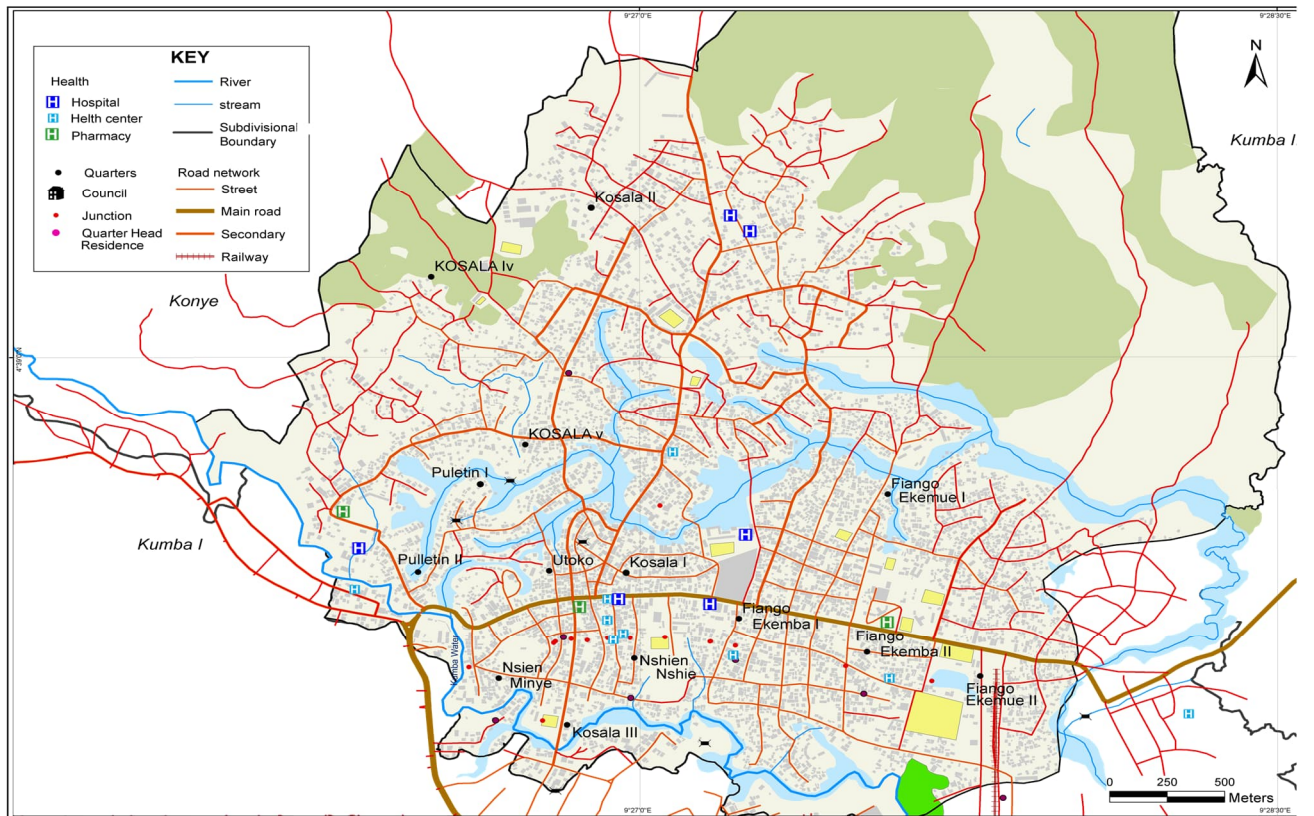 9°27'0"E
9°28'30"E
KEY
Health
Hospital
Helth center
Pharmacy
River
stream
Subdivisional
Boundary
Quarters
Council
Junction
Quarter Head
Residence
Road network
Street
Main road
Secondary
Railway
N
Kumba I
Kosala II
KOSALA Iv
Konye
4°39'0"N
KOSALA v
Puletin I
Fiango
Ekemue I
Kumba I
Pulletin II
Utoko
Kosala I
Fiango
Ekemba I
Fiango
Ekemba II
Kumba Water
Nsien
Minye
Nshien
Nshie
Fiango
Ekemue II
Kosala III
0 250 500
Meters
9°27'0"E
9°28'30"E